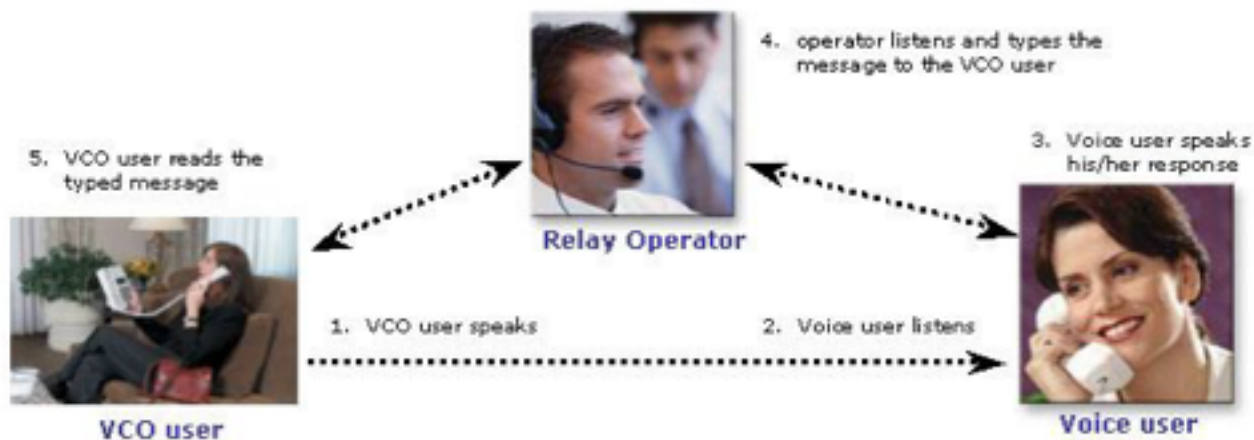 4. operator listens and types the
message to the VCO user
3. Voice user speaks
his/her response
5. VCO user reads the
typed message
Relay Operator
1. VCO user speaks
2. Voice user listens
VCO user
Voice user